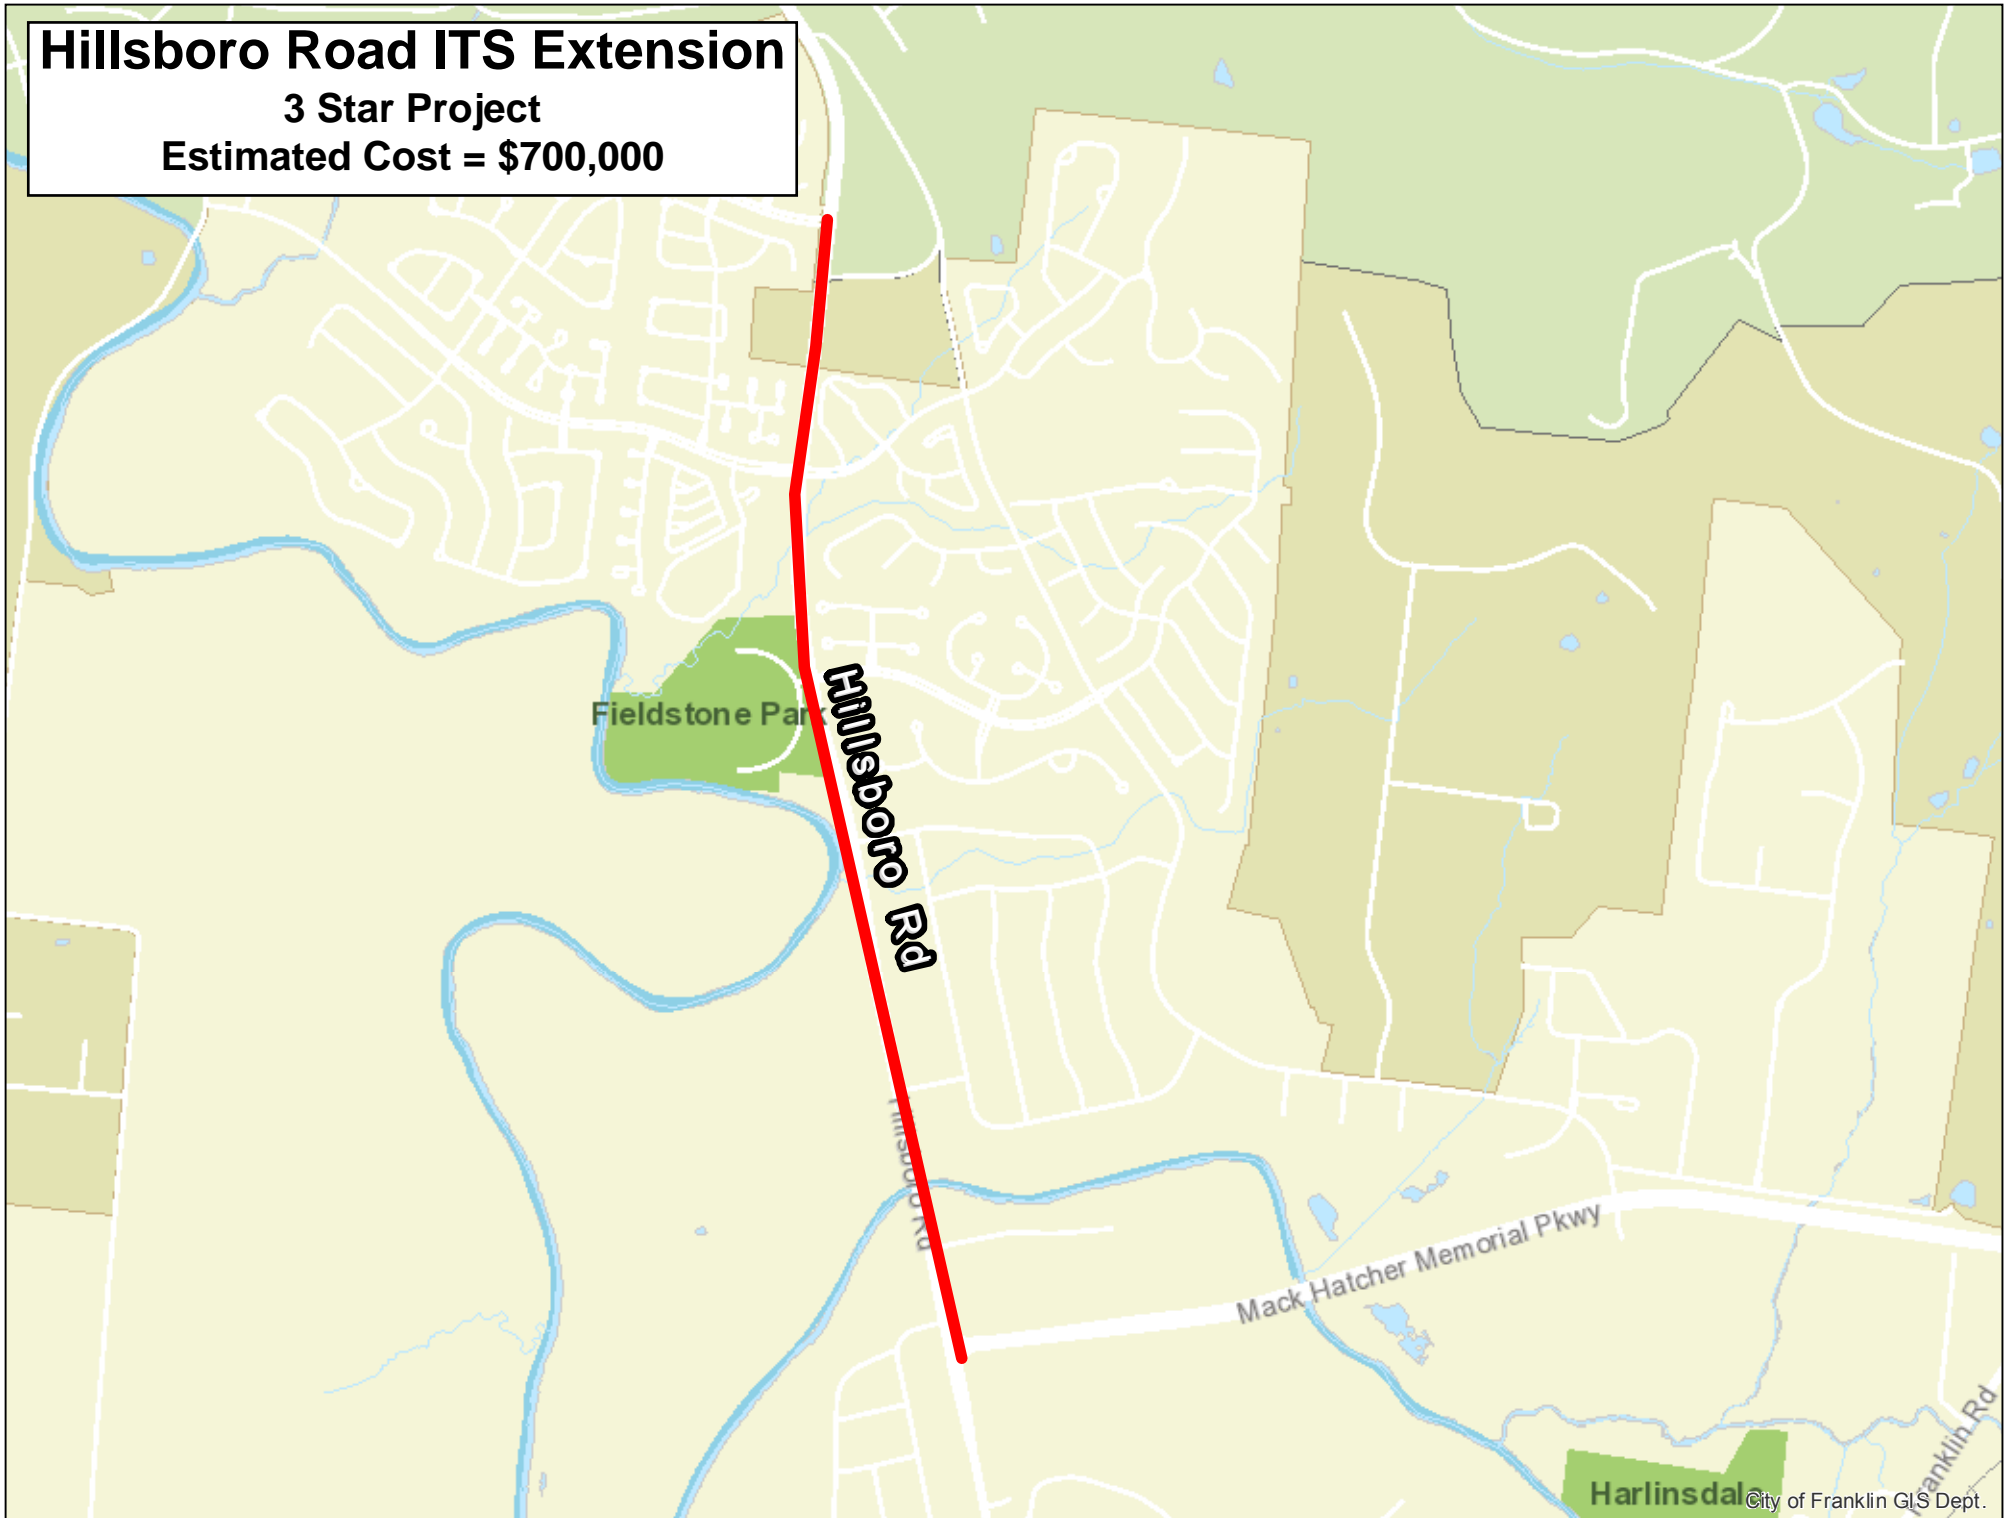 Hillsboro Road ITS Extension
3 Star Project
Estimated Cost = $700,000
Fieldstone Park
Hillsboro Rd
Hillsboro Rd
Mack Hatcher Memorial Pkwy
Franklin Rd
Harlinsdale
City of Franklin GIS Dept.